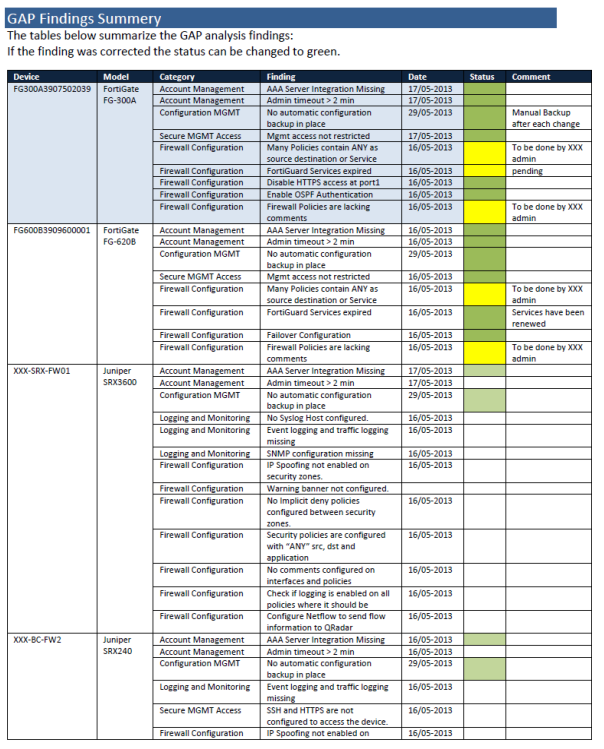 GAP Findings Summery
The tables below summarize the GAP analysis findings:
If the finding was corrected the status can be changed to green.
Device Model Category Finding Date Status Comment
FG300A3907502039 FortiGate Account Management AAA Server Integration Missing 17/05-2013
FG-300A Account Management Admin timeout > 2 min 17/05-2013
Configuration MGMT No automatic configuration 29/05-2013 Manual Backup
backup in place after each change
Secure MGMT Access Mgmt access not restricted 17/05-2013
Firewall Configuration Many Policies contain ANY as 16/05-2013 To be done by XXX
source destination or Service admin
Firewall Configuration FortiGuard Services expired 16/05-2013 pending
Firewall Configuration Disable HTTPS access at port1 16/05-2013
Firewall Configuration Enable OSPF Authentication 16/05-2013
Firewall Configuration Firewall Policies are lacking 16/05-2013 To be done by XXX
comments admin
FG600B3909600001 FortiGate Account Management AAA Server Integration Missing 16/05-2013
FG-620B Account Management Admin timeout > 2 min 16/05-2013
Configuration MGMT No automatic configuration 29/05-2013
backup in place
Secure MGMT Access Mgmt access not restricted 16/05-2013
Firewall Configuration Many Policies contain ANY as 16/05-2013 To be done by XXX
source destination or Service admin
Firewall Configuration FortiGuard Services expired 16/05-2013 Services have been
renewed
Firewall Configuration Failover Configuration 16/05-2013
Firewall Configuration Firewall Policies are lacking 16/05-2013 To be done by XXX
comments admin
XXX-SRX-FW01 Juniper Account Management AAA Server Integration Missing 17/05-2013
SRX3600 Account Management Admin timeout > 2 min 17/05-2013
Configuration MGMT No automatic configuration 29/05-2013
backup in place
Logging and Monitoring No Syslog Host configured. 16/05-2013
Logging and Monitoring Event logging and traffic logging 16/05-2013
missing
Logging and Monitoring SNMP configuration missing 16/05-2013
Firewall Configuration IP Spoofing not enabled on 16/05-2013
security zones.
Firewall Configuration Warning banner not configured. 16/05-2013
Firewall Configuration No Implicit deny policies 16/05-2013
configured between security
zones.
Firewall Configuration Security policies are configured 16/05-2013
with “ANY” src, dst and
application
Firewall Configuration No comments configured on 16/05-2013
interfaces and policies
Firewall Configuration Check if logging is enabled on all 16/05-2013
policies where it should be
Firewall Configuration Configure Netflow to send flow 16/05-2013
information to QRadar
XXX-BC-FW2 Juniper Account Management AAA Server Integration Missing 16/05-2013
SRX240 Account Management Admin timeout > 2 min 16/05-2013
Configuration MGMT No automatic configuration 29/05-2013
backup in place
Logging and Monitoring Event logging and traffic logging 16/05-2013
missing
Secure MGMT Access SSH and HTTPS are not 16/05-2013
configured to access the device.
Firewall Configuration IP Spoofing not enabled on 16/05-2013